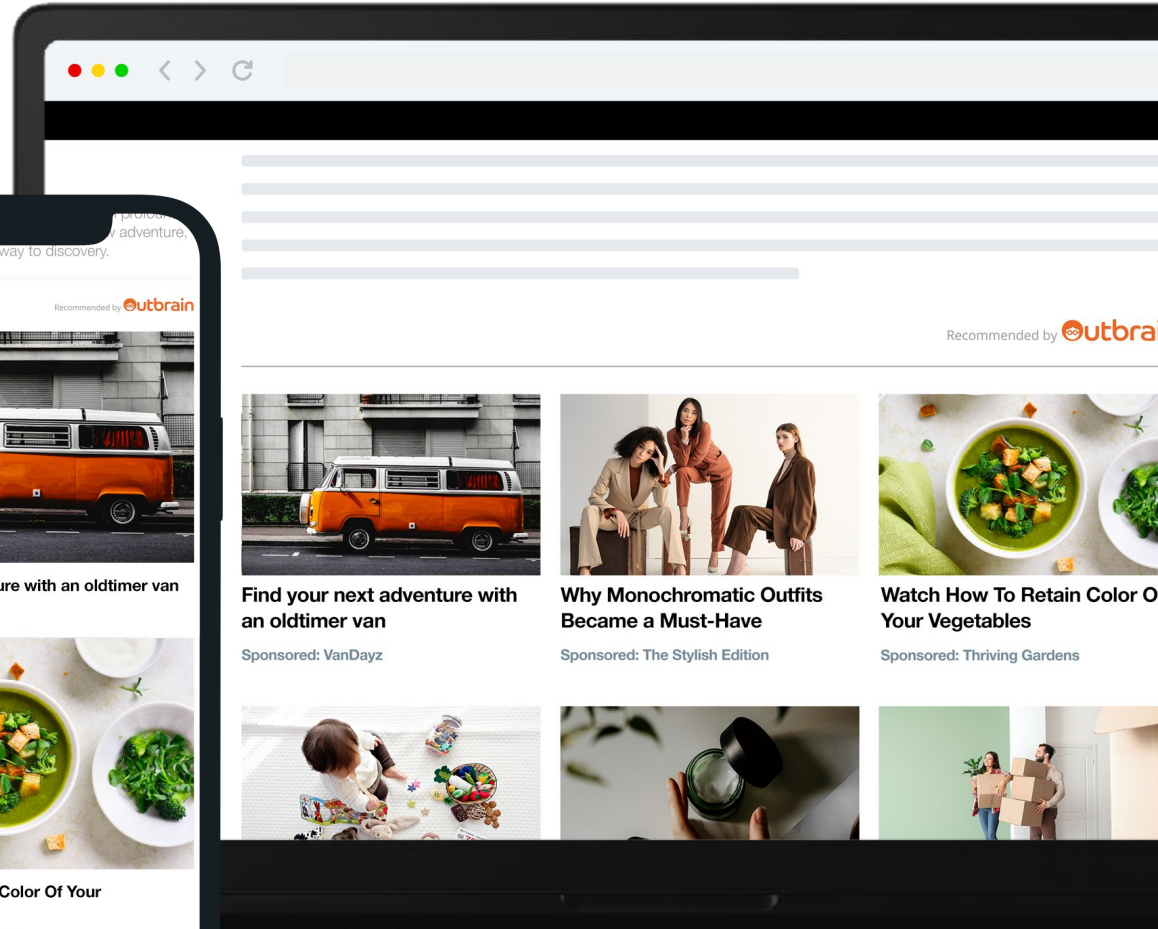 adventure,
way to discovery.
Recommended by Outbrain
with an oldtimer van
Color Of Your
Recommended by
Find your next adventure with
an oldtimer van
Sponsored: VanDayz
Why Monochromatic Outfits
Became a Must-Have
Sponsored: The Stylish Edition
Watch How To Retain Color
Your Vegetables
Sponsored: Thriving Gardens